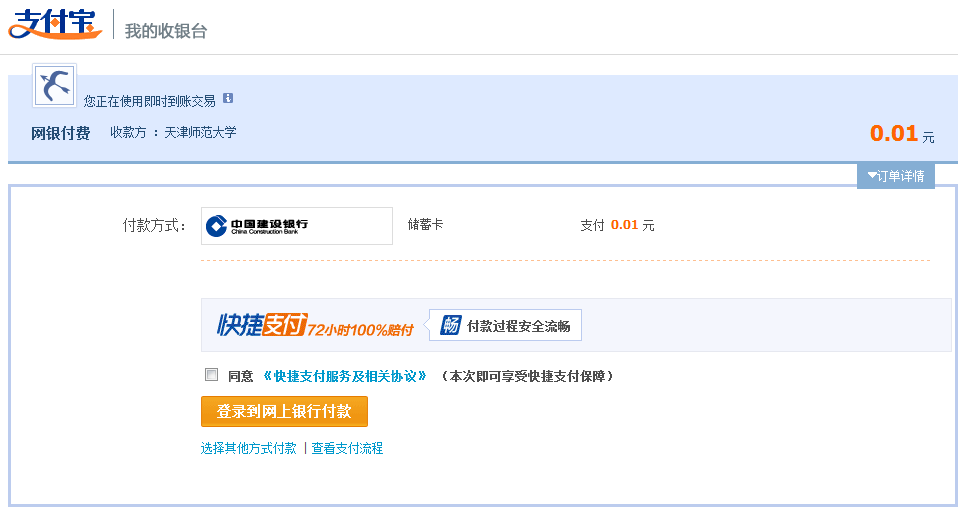 支付宝 我的收银台
您正在使用即时到账交易
网银付费 收款方 : 天津师范大学 0.01 元
订单详情
付款方式: 中国建设银行 储蓄卡 支付 0.01 元
China Construction Bank
快捷支付 72小时100%赔付 畅 付款过程安全流畅
同意 《快捷支付服务及相关协议》 (本次即可享受快捷支付保障)
登录到网上银行付款
选择其他方式付款 | 查看支付流程